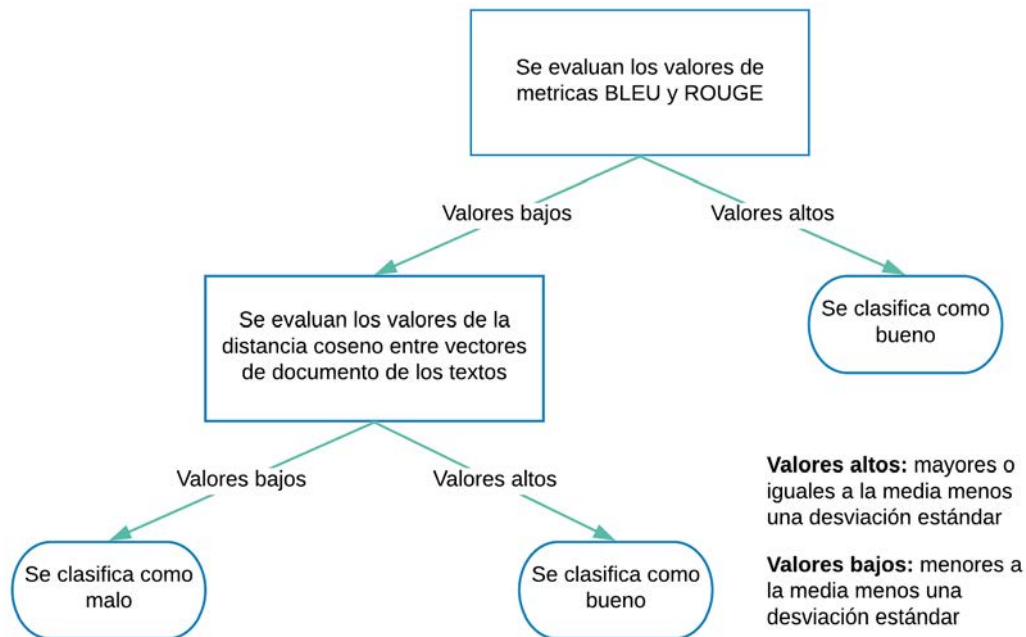 Se evaluan los valores de
metricas BLEU y ROUGE
Valores bajos
Valores altos
Se evaluan los valores de la
distancia coseno entre vectores
de documento de los textos
Se clasifica como
bueno
Valores bajos
Valores altos
Valores altos: mayores o
iguales a la media menos
una desviación estándar
Se clasifica como
malo
Se clasifica como
bueno
Valores bajos: menores a
la media menos una
desviación estándar